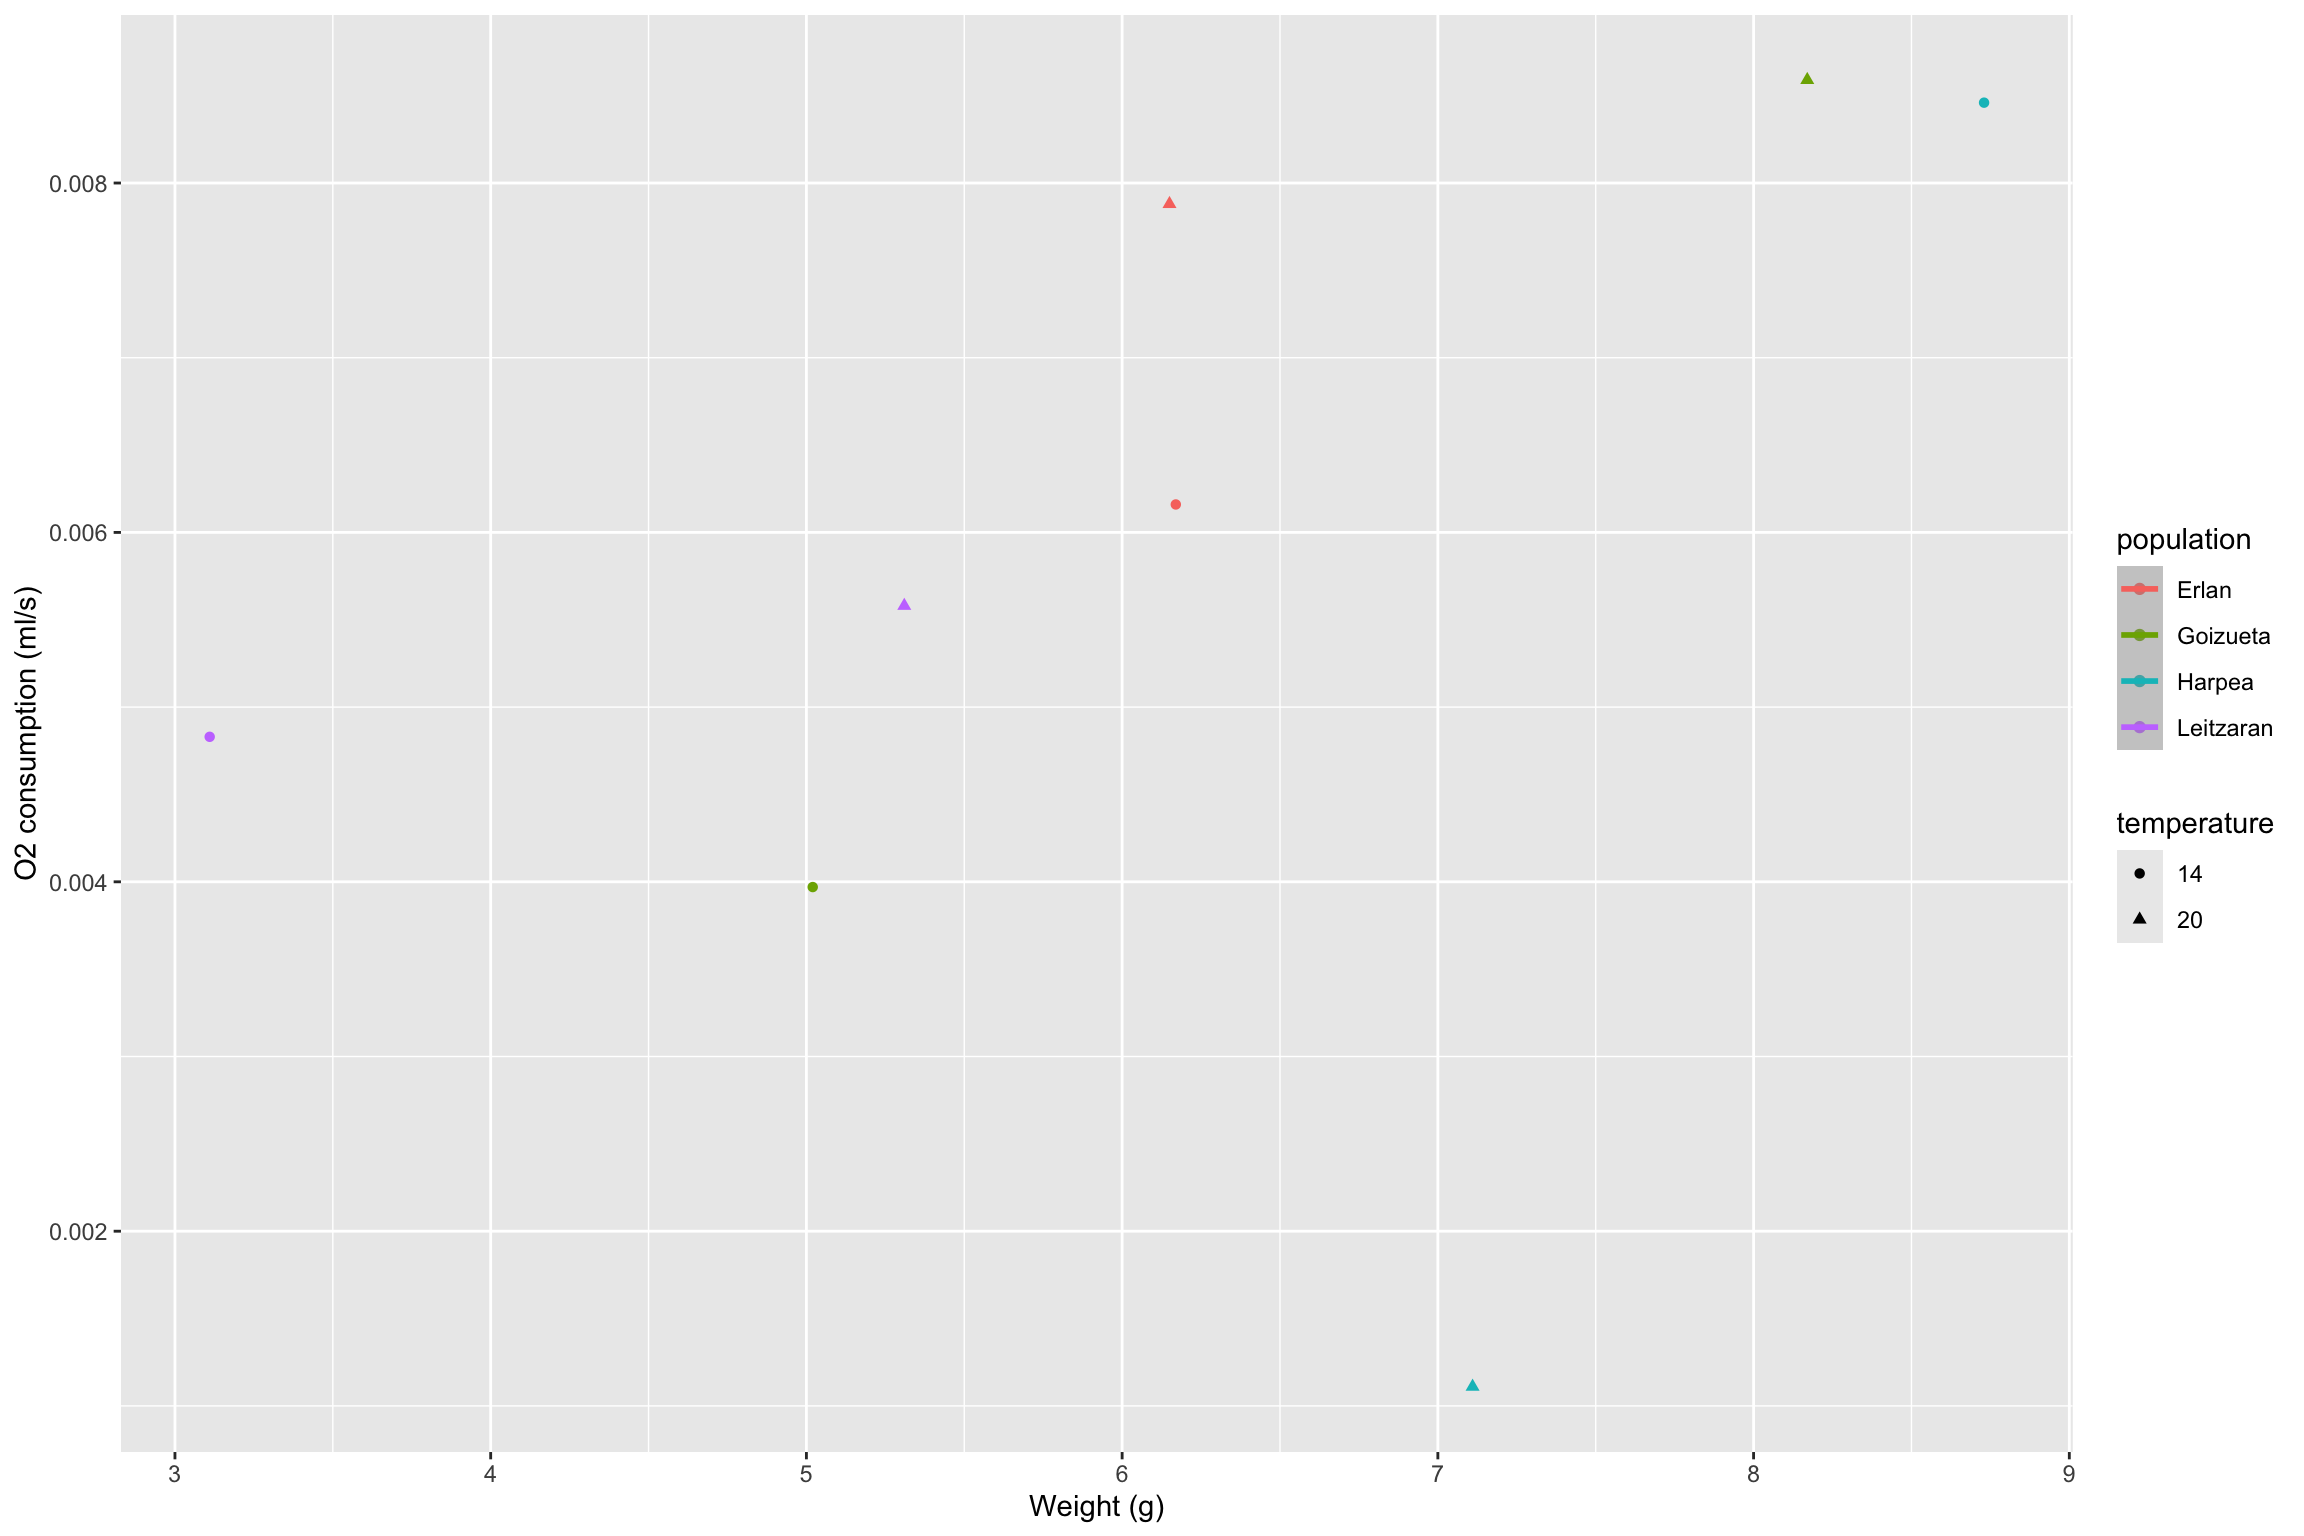 O2 consumption (ml/s)
0.008
0.006
0.004
0.002
3 4 5 6 7 8 9
Weight (g)
population
Erlan
Goizueta
Harpea
Leitzaran
temperature
14
20